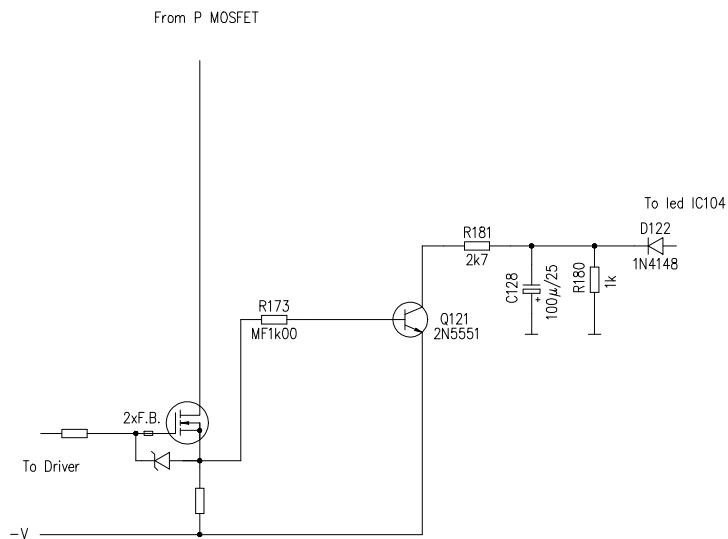 From P MOSFET
To led IC104
D122
1N4148
R181
2k7
C128
100µ/25
+
R180
1k
R173
MF1k00
Q121
2N5551
2xF.B.
To Driver
-V